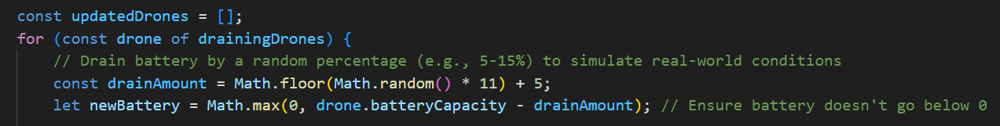 const updatedDrones = [];
for (const drone of drainingDrones) {
// Drain battery by a random percentage (e.g., 5-15%) to simulate real-world conditions
const drainAmount = Math.floor(Math.random() * 11) + 5;
let newBattery = Math.max(0, drone.batteryCapacity - drainAmount); // Ensure battery doesn't go below 0